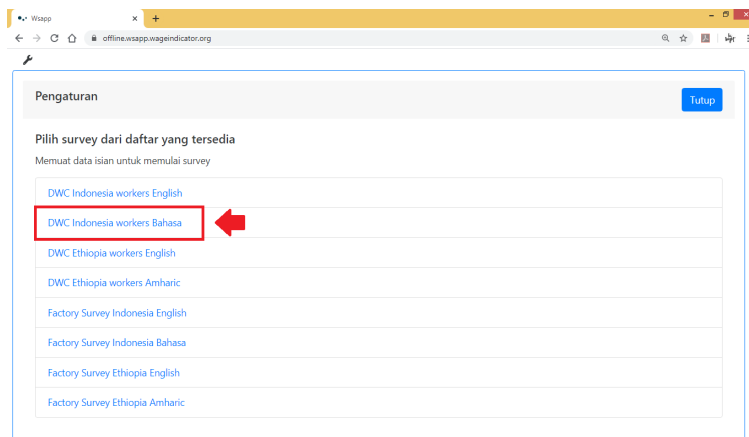 Wsapp
offline.wsapp.wageindicator.org
Pengaturan
Tutup
Pilih survey dari daftar yang tersedia
Memuat data isian untuk memulai survey
DWC Indonesia workers English
DWC Indonesia workers Bahasa
DWC Ethiopia workers English
DWC Ethiopia workers Amharic
Factory Survey Indonesia English
Factory Survey Indonesia Bahasa
Factory Survey Ethiopia English
Factory Survey Ethiopia Amharic